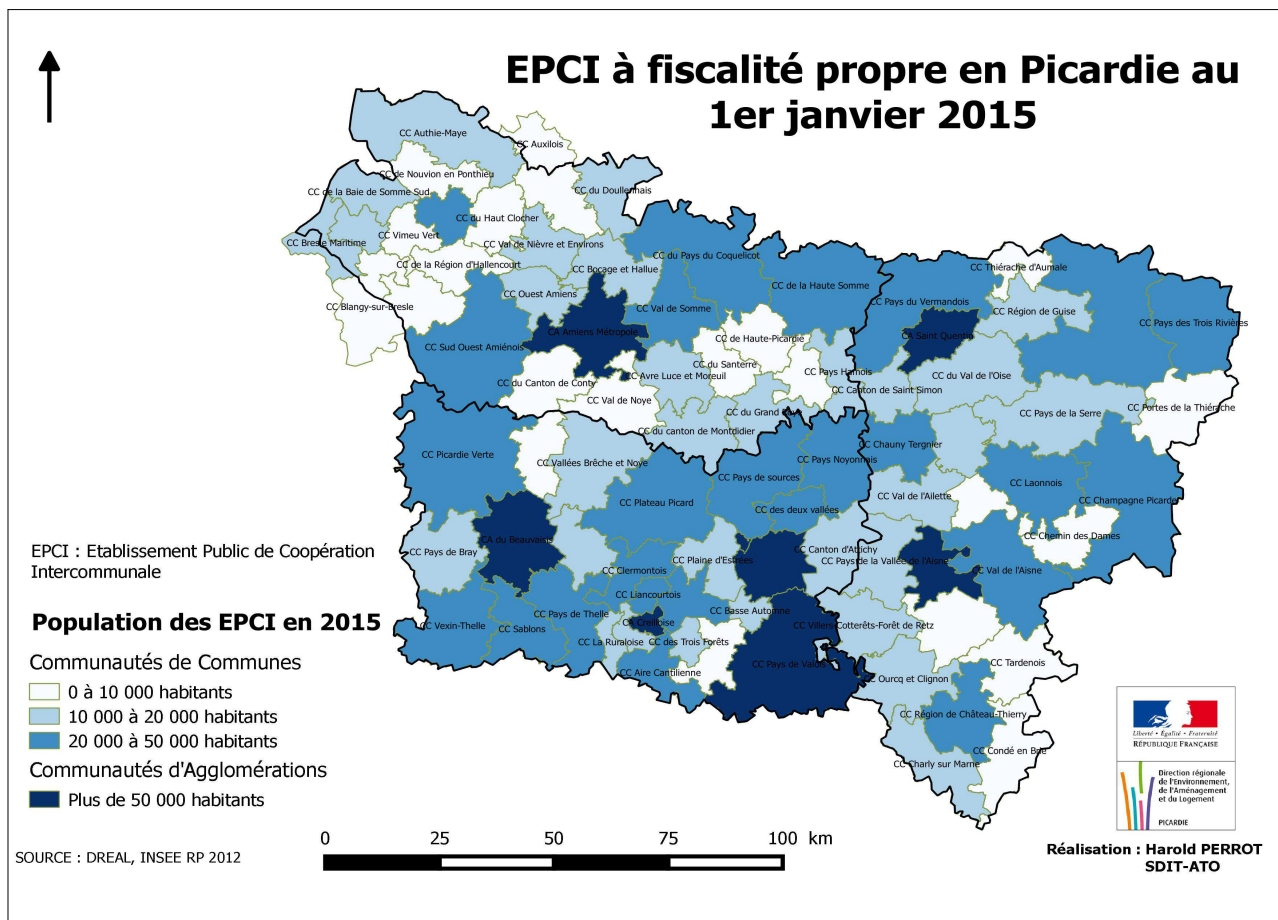 EPCI à fiscalité propre en Picardie au
1er janvier 2015
CC Authie-Maye
CC Auxilois
CC de Nouvion en Ponthieu
CC du Doullennais
CC de la Baie de Somme Sud
CC du Haut Clocher
CC Vimeu Vert
CC Bresle Maritime
CC Val de Nièvre et Environs
CC du Pays du Coquelicot
CC de la Région d'Hallencourt
CC Bocage et Hallue
CC Thiérache d'Aumale
CC de la Haute Somme
CC Ouest Amiens
CC Blangy-sur-Bresle
CC Pays du Vermandois
CC Val de Somme
CC Région de Guise
CC Pays des Trois Rivières
CA Amiens Métropole
CA Saint Quentin
CC de Haute-Picardie
CC Sud Ouest Amiénois
CC du Santerre
CC Pays Hamois
CC Avre Luce et Moreuil
CC du Val de l'Oise
CC du Canton de Conty
CC Canton de Saint Simon
CC Val de Noye
CC du Grand Roye
CC Pays de la Serre
CC Portes de la Thiérache
CC du canton de Montdidier
CC Chauny Tergnier
CC Picardie Verte
CC Pays Noyonnais
CC Vallées Brêche et Noye
CC Pays de sources
CC Laonnois
CC Val de l'Ailette
CC Champagne Picarde
CC Plateau Picard
CC des deux vallées
CC Chemin des Dames
CA du Beauvaisis
CC Canton d'Attichy
CC Pays de Bray
CC Plaine d'Estrées
CC Pays de la Vallée de l'Aisne
CC Clermontois
CC Val de l'Aisne
CC Liancourtois
CC Basse Automne
CC Pays de Thelle
CC Vexin-Thelle
CC Sablons
CA Creilloise
CC Villers-Cotterêts-Forêt de Retz
CC La Ruraloise
CC des Trois Forêts
CC Pays de Valois
CC Tardenois
CC Aire Cantilienne
CC Ourcq et Clignon
CC Région de Château-Thierry
CC Condé en Brie
CC Charly sur Marne
EPCI : Etablissement Public de Coopération
Intercommunale
Population des EPCI en 2015
Communautés de Communes
0 à 10 000 habitants
10 000 à 20 000 habitants
20 000 à 50 000 habitants
Communautés d'Agglomérations
Plus de 50 000 habitants
0 25 50 75 100 km
SOURCE : DREAL, INSEE RP 2012
Liberté • Égalité • Fraternité
RÉPUBLIQUE FRANÇAISE
Direction régionale
de l'Environnement,
de l'Aménagement
et du Logement
PICARDIE
Réalisation : Harold PERROT
SDIT-ATO